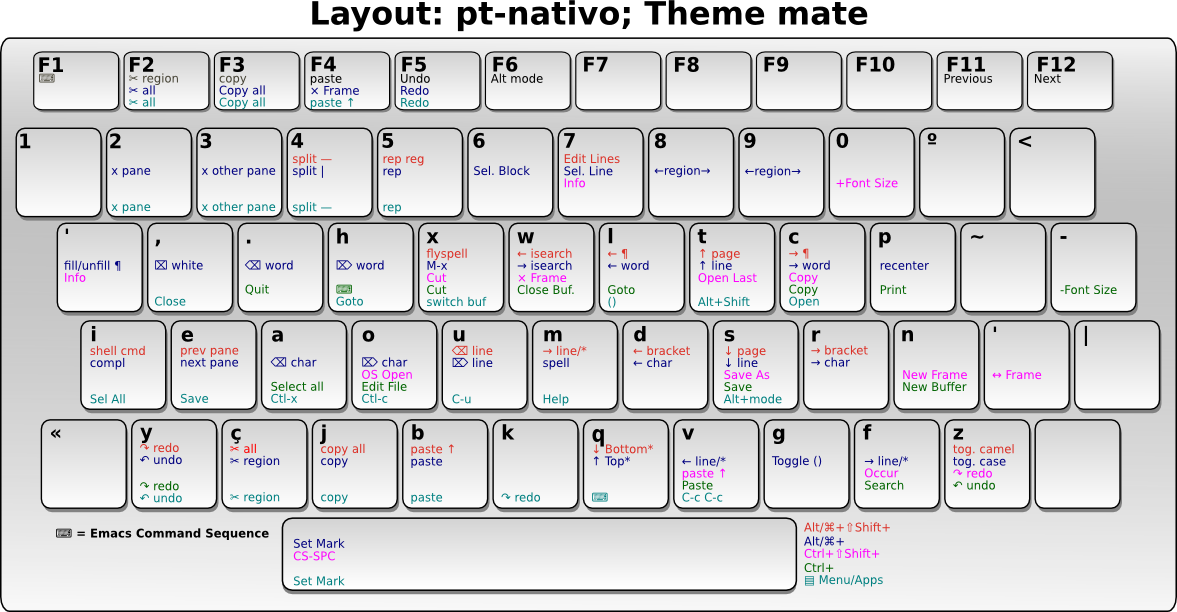 Layout: pt-nativo; Theme mate
F1
⌨
F2
✂ region
✂ all
✂ all
F3
copy
Copy all
Copy all
F4
paste
× Frame
paste ↑
F5
Undo
Redo
Redo
F6
Alt mode
F7
F8
F9
F10
F11
Previous
F12
Next
1
2
x pane
x pane
3
x other pane
x other pane
4
split —
split |
split —
5
rep reg
rep
rep
6
Sel. Block
7
Edit Lines
Sel. Line
Info
8
←region→
9
←region→
0
+Font Size
º
<
'
fill/unfill ¶
Info
,
⌧ white
Close
.
⌫ word
Quit
h
⌦ word
⌨
Goto
x
flyspell
M-x
Cut
Cut
switch buf
w
← isearch
→ isearch
× Frame
Close Buf.
l
← ¶
← word
Goto
()
t
↑ page
↑ line
Open Last
Alt+Shift
c
→ ¶
→ word
Copy
Copy
Open
p
recenter
Print
~
-
-Font Size
i
shell cmd
compl
Sel All
e
prev pane
next pane
Save
a
⌫ char
Select all
Ctl-x
o
⌦ char
OS Open
Edit File
Ctl-c
u
⌫ line
⌦ line
C-u
m
→ line/*
spell
Help
d
← bracket
← char
s
↓ page
↓ line
Save As
Save
Alt+mode
r
→ bracket
→ char
n
New Frame
New Buffer
'
↔ Frame
|
«
y
↷ redo
↶ undo
↷ redo
↶ undo
ç
✂ all
✂ region
✂ region
j
copy all
copy
copy
b
paste ↑
paste
paste
k
↷ redo
q
↓ Bottom*
↑ Top*
⌨
v
← line/*
paste ↑
Paste
C-c C-c
g
Toggle ()
f
→ line/*
Occur
Search
z
tog. camel
tog. case
↷ redo
↶ undo
⌨ = Emacs Command Sequence
Set Mark
CS-SPC
Set Mark
Alt/⌘+⇧Shift+
Alt/⌘+
Ctrl+⇧Shift+
Ctrl+
▤ Menu/Apps